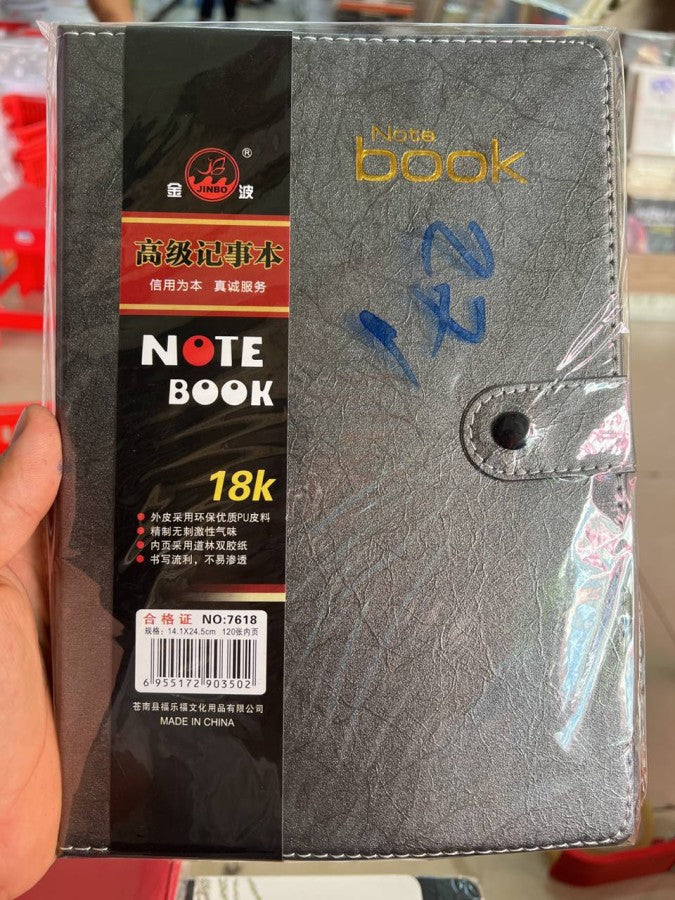 金 JINBO ® 波
高级记事本
信用为本 真诚服务
NOTE
BOOK
18k
外皮采用环保优质PU皮料
精制无刺激性气味
内页采用道林双胶纸
书写流利，不易渗透
合格证 NO:7618
规格：14.1X24.5cm 120张内页
6 955172 903502
苍南县福乐福文化用品有限公司
MADE IN CHINA
Note
book
1x2